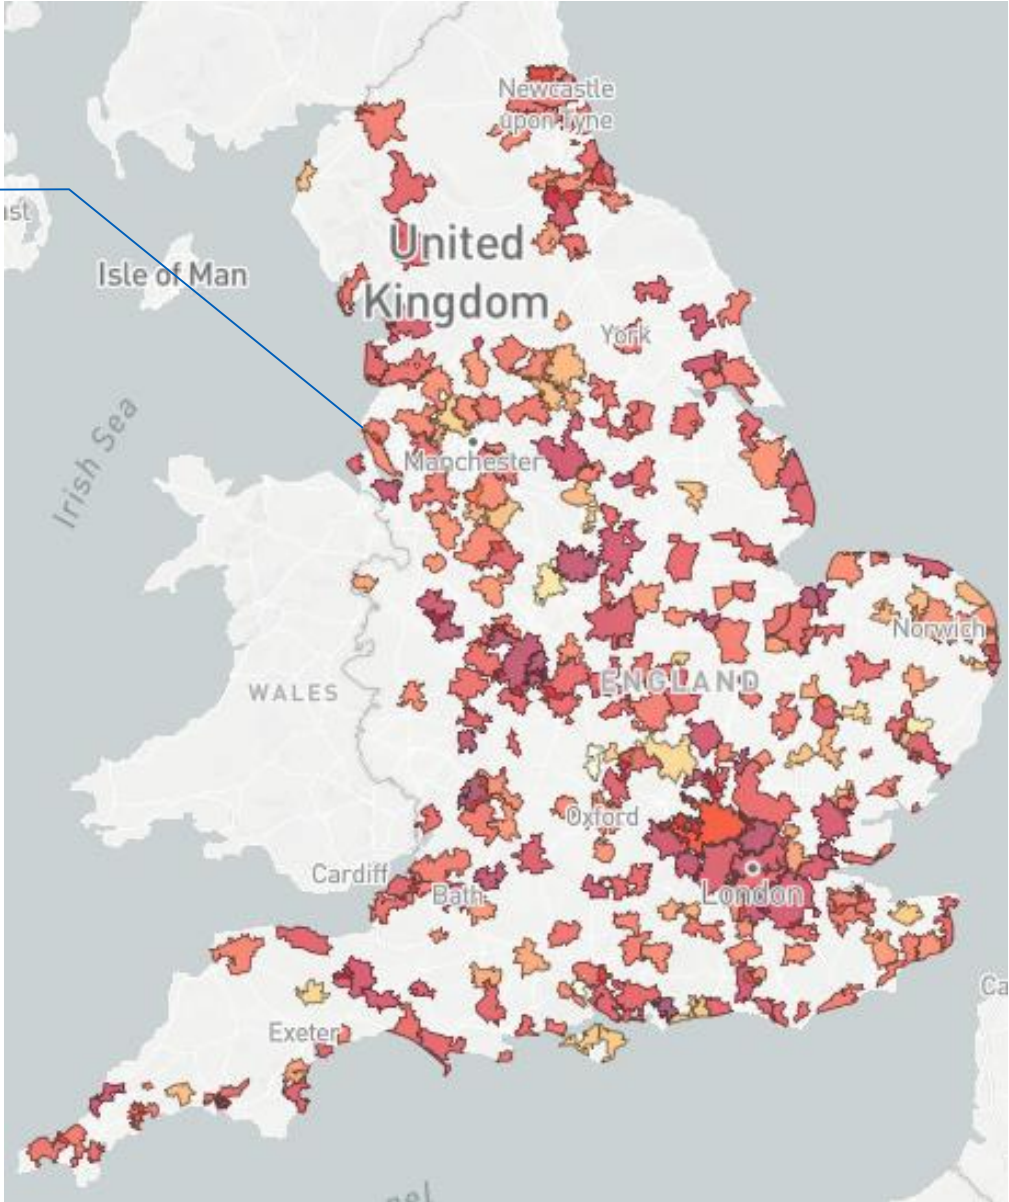 Newcastle
upon Tyne
United
Kingdom
Isle of Man
York
Irish Sea
Manchester
Norwich
WALES
ENGLAND
Oxford
Cardiff
Bath
London
Exeter